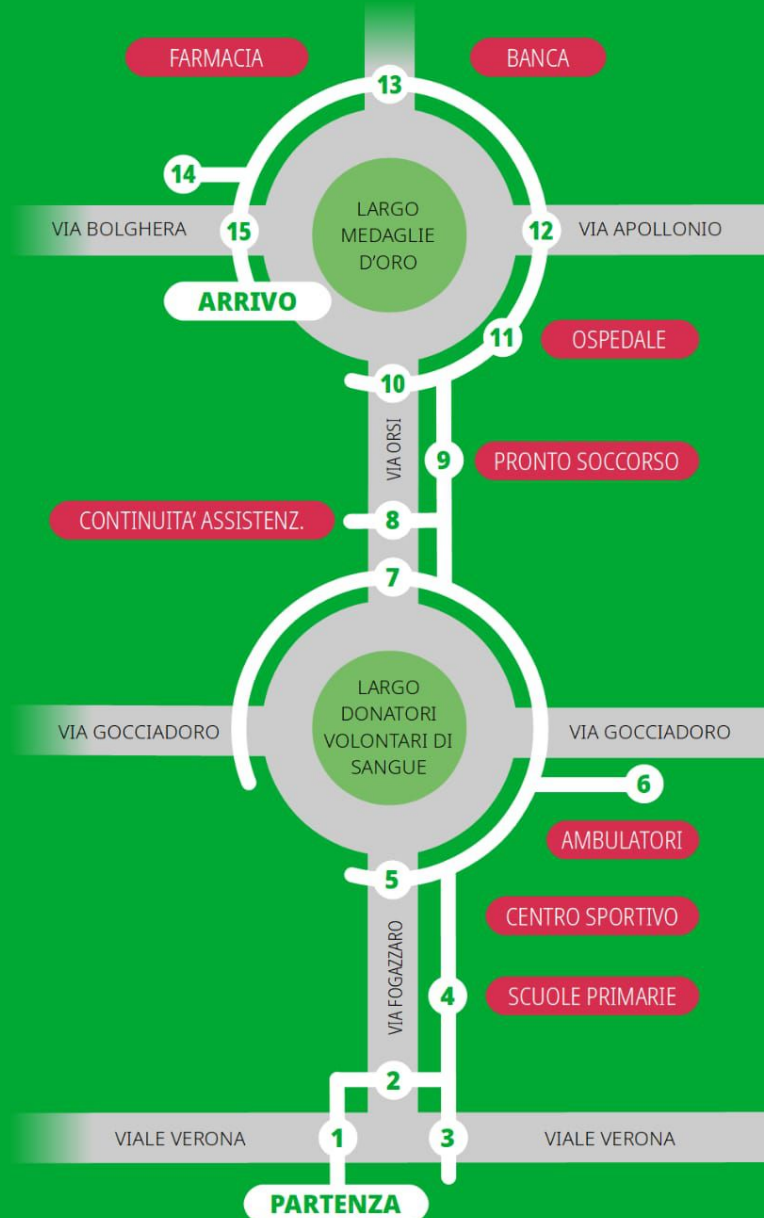 FARMACIA
BANCA
13
14
LARGO
MEDAGLIE
D'ORO
VIA BOLGHERA
15
12
VIA APOLLONIO
ARRIVO
11
OSPEDALE
10
VIA ORSI
9
PRONTO SOCCORSO
CONTINUITA' ASSISTENZ.
8
7
LARGO
DONATORI
VOLONTARI DI
SANGUE
VIA GOCCIADORO
VIA GOCCIADORO
6
AMBULATORI
5
CENTRO SPORTIVO
VIA FOGAZZARO
4
SCUOLE PRIMARIE
2
VIALE VERONA
1
3
VIALE VERONA
PARTENZA